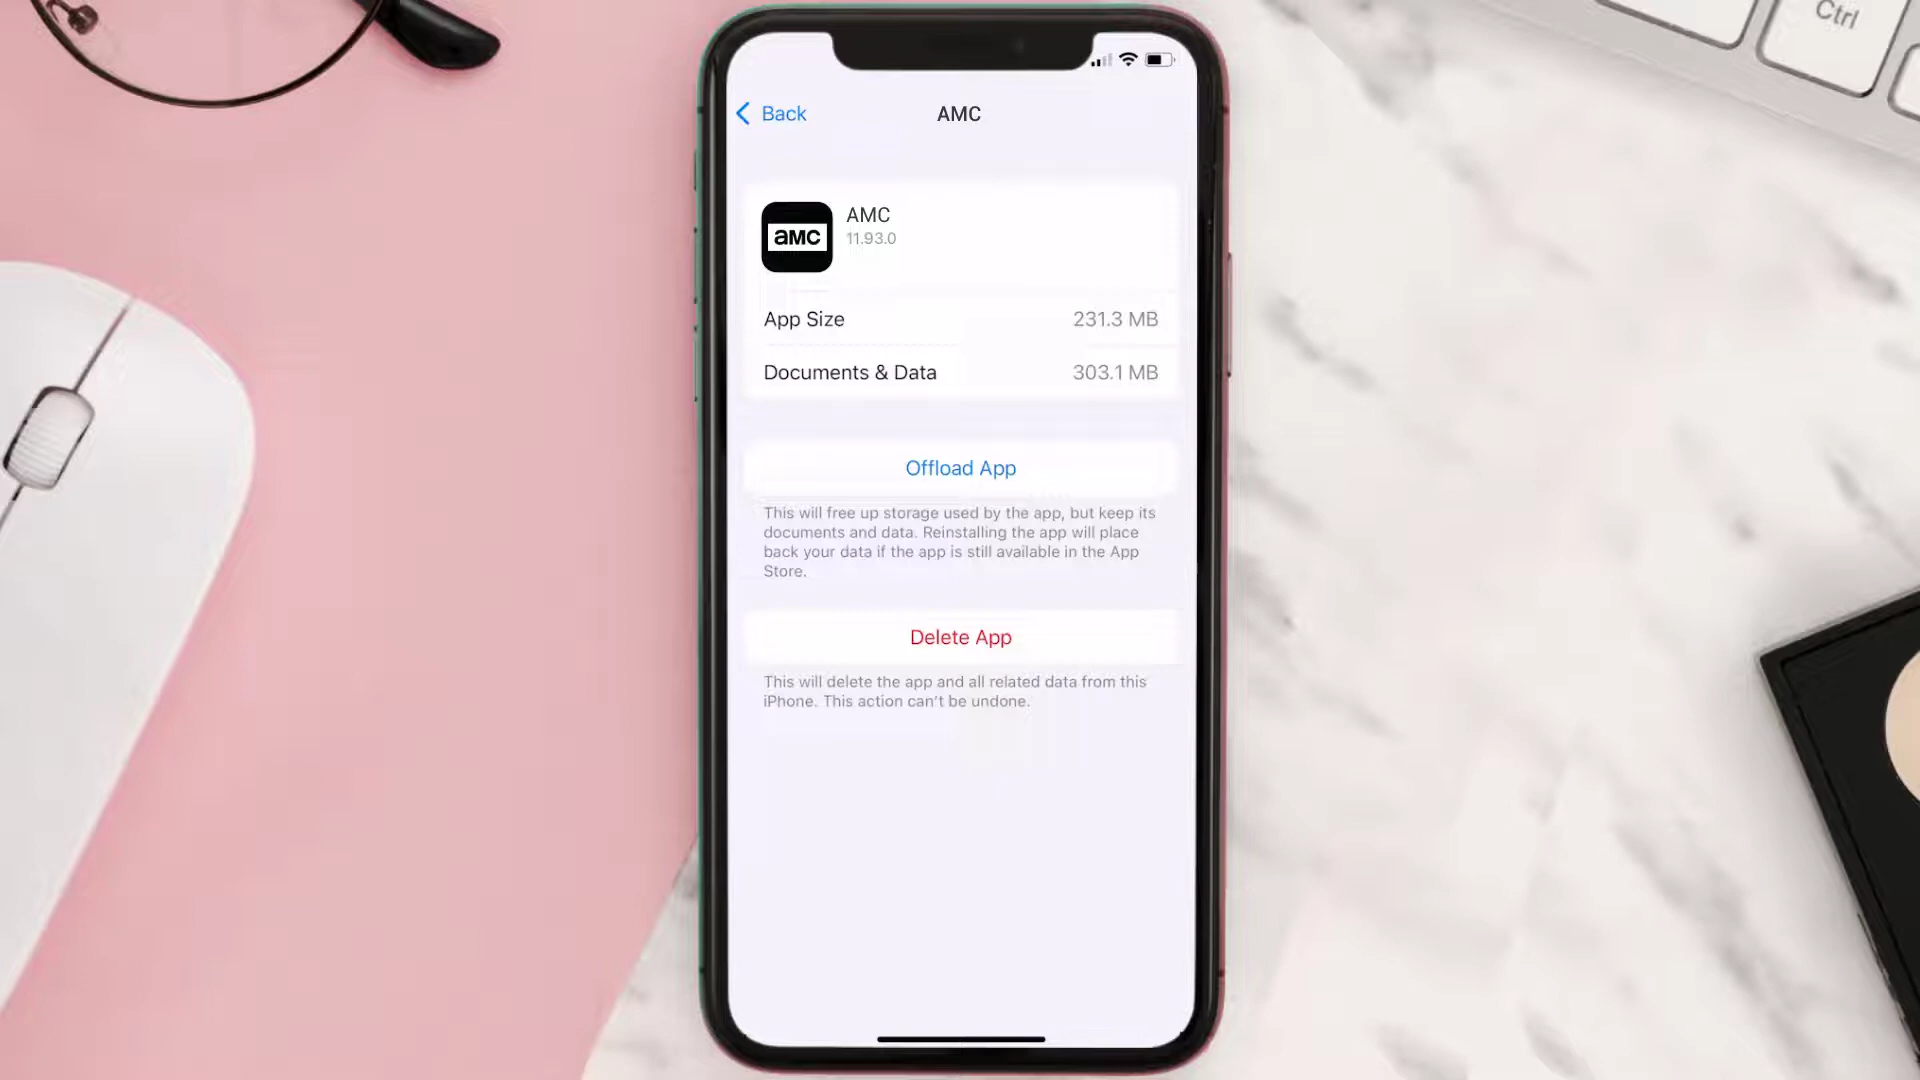 Ctrl
Back
AMC
aMC
AMC
11.93.0
App Size
231.3 MB
Documents & Data
303.1 MB
Offload App
This will free up storage used by the app, but keep its
documents and data. Reinstalling the app will place
back your data if the app is still available in the App
Store.
Delete App
This will delete the app and all related data from this
iPhone. This action can't be undone.